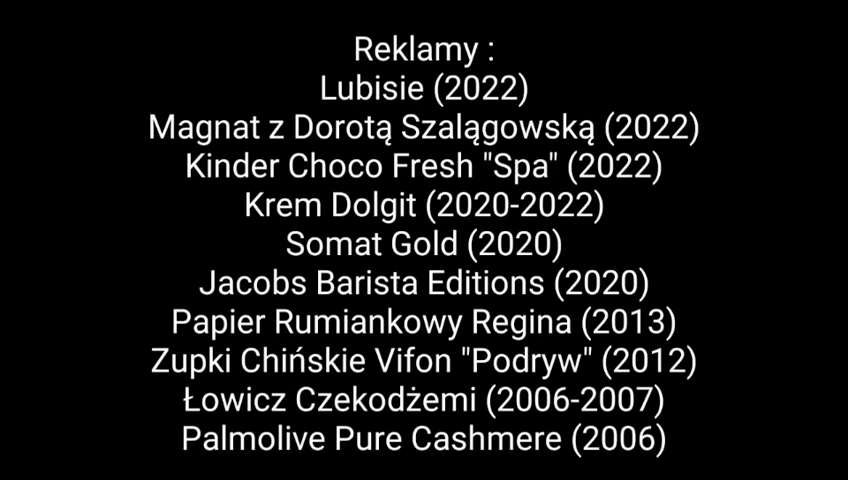 Reklamy :
Lubisie (2022)
Magnat z Dorotą Szalągowską (2022)
Kinder Choco Fresh "Spa" (2022)
Krem Dolgit (2020-2022)
Somat Gold (2020)
Jacobs Barista Editions (2020)
Papier Rumiankowy Regina (2013)
Zupki Chińskie Vifon "Podryw" (2012)
Łowicz Czekodżemi (2006-2007)
Palmolive Pure Cashmere (2006)